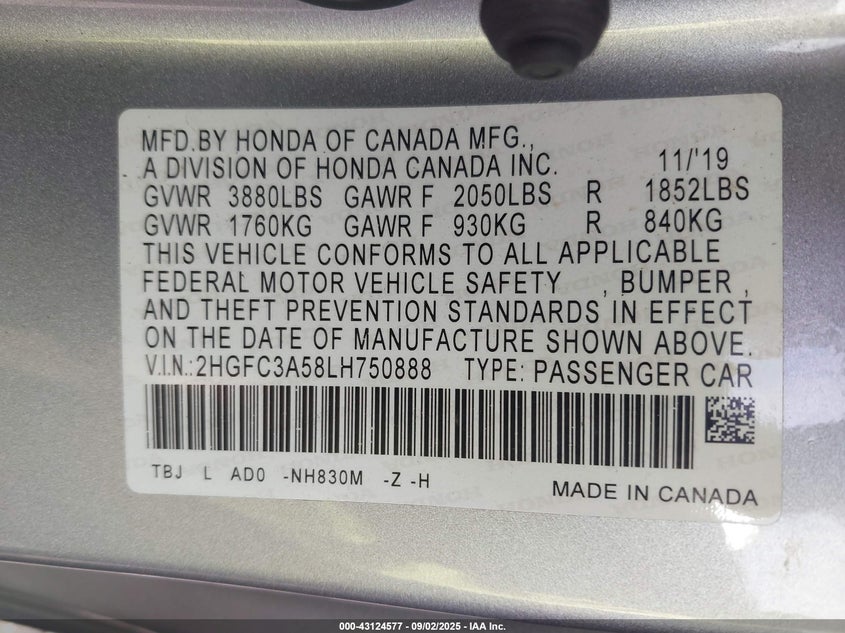 MFD.BY HONDA OF CANADA MFG.,
A DIVISION OF HONDA CANADA INC. 11/'19
GVWR 3880LBS GAWR F 2050LBS R 1852LBS
GVWR 1760KG GAWR F 930KG R 840KG
THIS VEHICLE CONFORMS TO ALL APPLICABLE
FEDERAL MOTOR VEHICLE SAFETY , BUMPER ,
AND THEFT PREVENTION STANDARDS IN EFFECT
ON THE DATE OF MANUFACTURE SHOWN ABOVE.
V.I.N.:2HGFC3A58LH750888 TYPE: PASSENGER CAR
TBJ L AD0 -NH830M -Z -H MADE IN CANADA
000-43124577 - 09/02/2025 - IAA Inc.